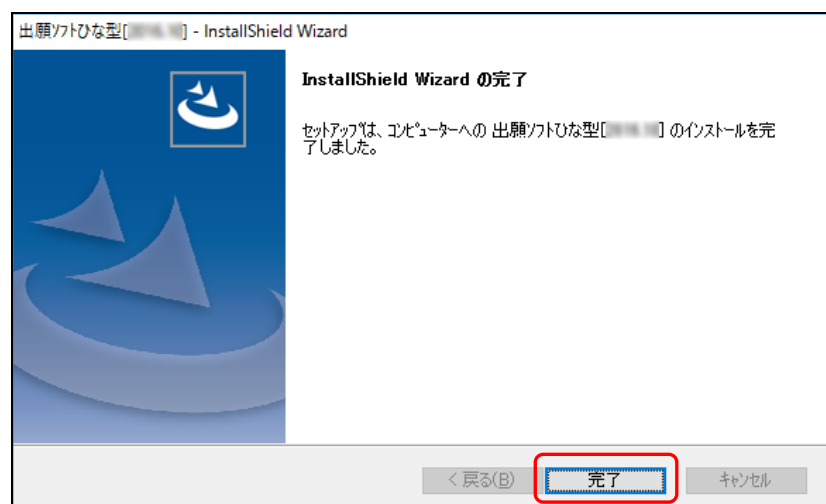 出願ソフトひな型[ ] - InstallShield Wizard
InstallShield Wizard の完了
セットアップは、コンピューターへの 出願ソフトひな型[ ] のインストールを完
了しました。
< 戻る(B)
完了
キャンセル